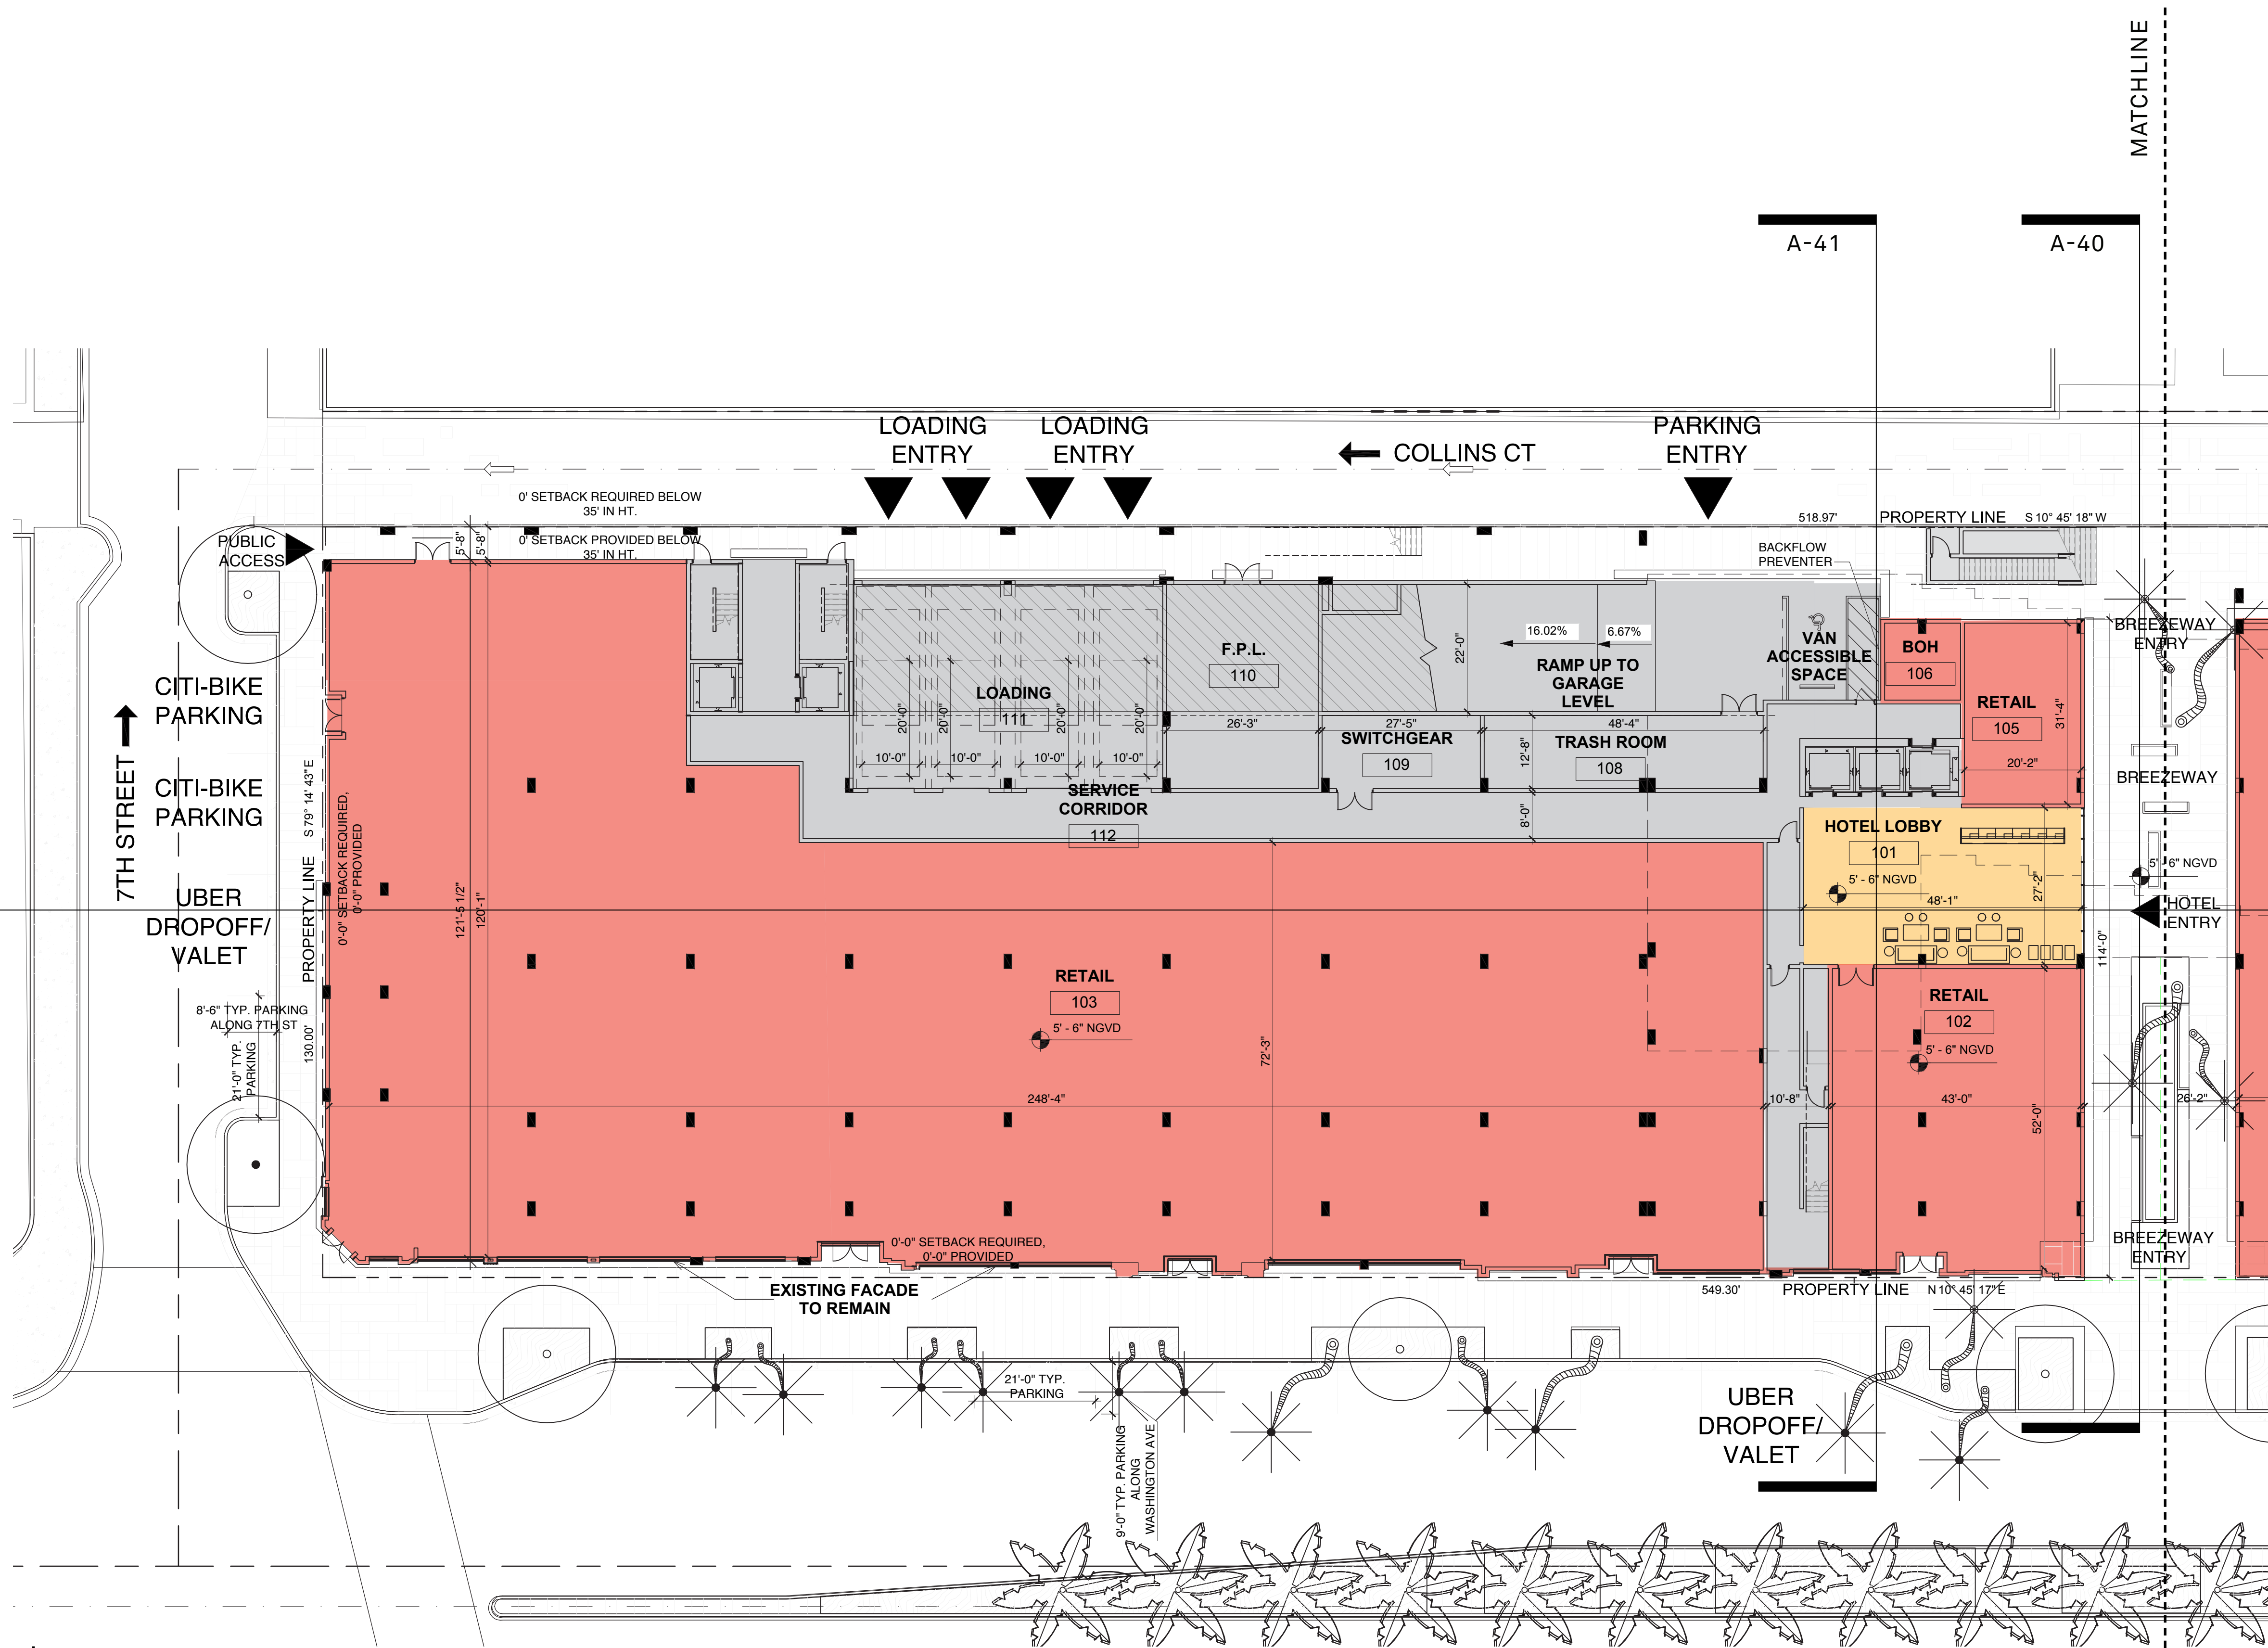 MATCHLINE
A-41
A-40
LOADING
ENTRY
LOADING
ENTRY
COLLINS CT
PARKING
ENTRY
0' SETBACK REQUIRED BELOW
35' IN HT.
518.97'
PROPERTY LINE
S 10° 45' 18" W
PUBLIC
ACCESS
5'-8"
5'-8"
0' SETBACK PROVIDED BELOW
35' IN HT.
BACKFLOW
PREVENTER
BREEZEWAY
ENTRY
16.02%
6.67%
22'-0"
VAN
ACCESSIBLE
SPACE
BOH
106
F.P.L.
110
RAMP UP TO
GARAGE
LEVEL
LOADING
111
CITI-BIKE
PARKING
RETAIL
105
31'-4"
20'-0"
20'-0"
20'-0"
20'-0"
26'-3"
27'-5"
48'-4"
SWITCHGEAR
109
TRASH ROOM
108
12'-8"
10'-0"
10'-0"
10'-0"
10'-0"
20'-2"
BREEZEWAY
7TH STREET
CITI-BIKE
PARKING
S 79° 14' 43" E
PROPERTY LINE
130.00'
0'-0" SETBACK REQUIRED,
0'-0" PROVIDED
SERVICE
CORRIDOR
112
8'-0"
HOTEL LOBBY
101
5' - 6" NGVD
27'-2"
48'-1"
5' - 6" NGVD
HOTEL
ENTRY
UBER
DROPOFF/
VALET
121'-5 1/2"
120'-1"
114'-0"
RETAIL
103
5' - 6" NGVD
RETAIL
102
5' - 6" NGVD
8'-6" TYP. PARKING
ALONG 7TH ST
21'-0" TYP.
PARKING
72'-3"
248'-4"
10'-8"
43'-0"
52'-0"
26'-2"
0'-0" SETBACK REQUIRED,
0'-0" PROVIDED
BREEZEWAY
ENTRY
EXISTING FACADE
TO REMAIN
549.30'
PROPERTY LINE
N 10° 45' 17" E
21'-0" TYP.
PARKING
9'-0" TYP. PARKING
ALONG
WASHINGTON AVE
UBER
DROPOFF/
VALET